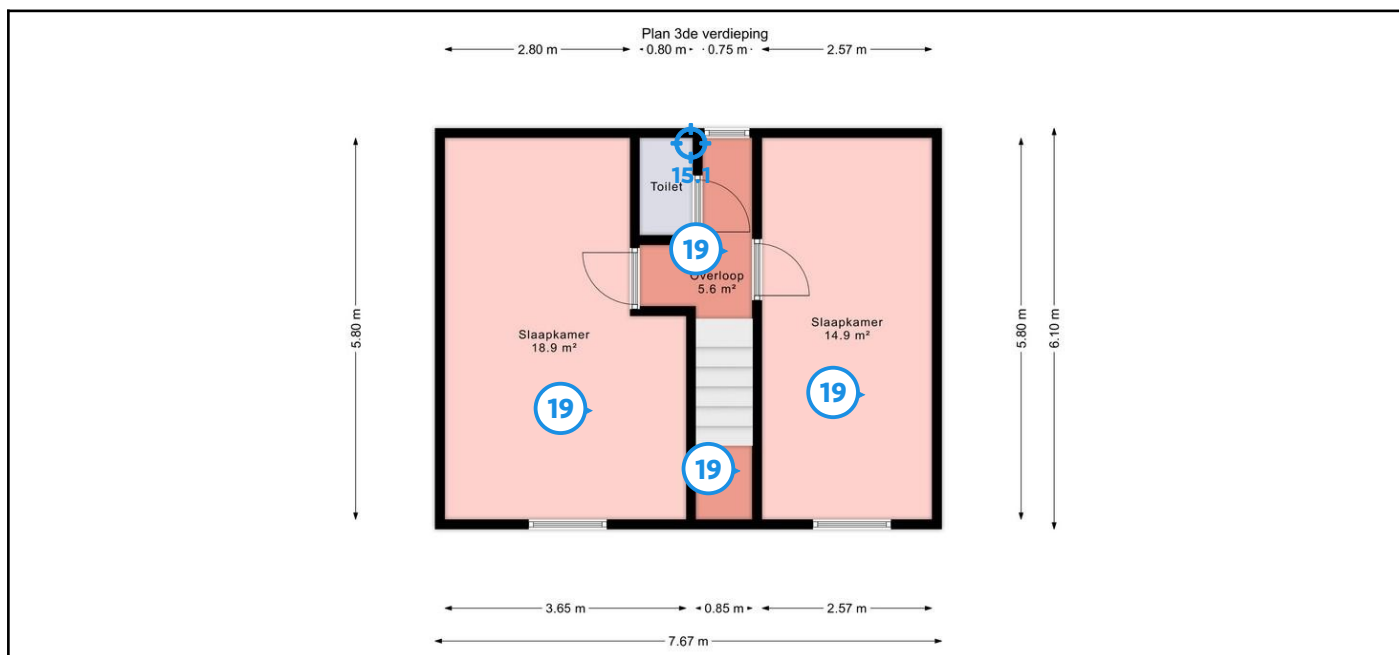 Plan 3de verdieping
2.80 m
0.80 m
0.75 m
2.57 m
15.1
Toilet
19
Overloop
5.6 m²
5.80 m
Slaapkamer
18.9 m²
Slaapkamer
14.9 m²
5.80 m
6.10 m
19
19
19
3.65 m
0.85 m
2.57 m
7.67 m